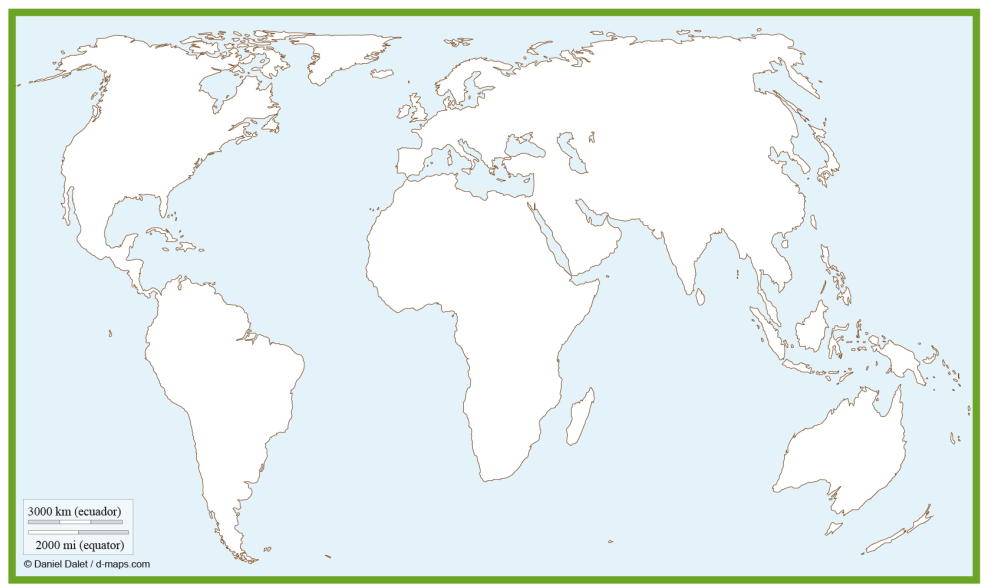 3000 km (ecuador)
2000 mi (equator)
© Daniel Dalet / d-maps.com